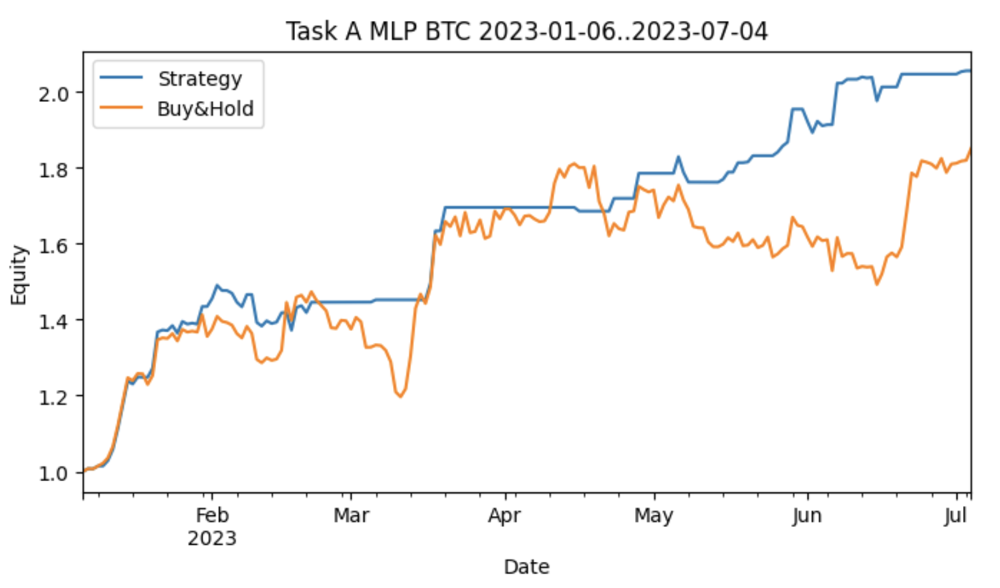 Task A MLP BTC 2023-01-06..2023-07-04
Strategy
Buy&Hold
2.0
1.8
1.6
1.4
1.2
1.0
Equity
Feb Mar Apr May Jun Jul
2023
Date